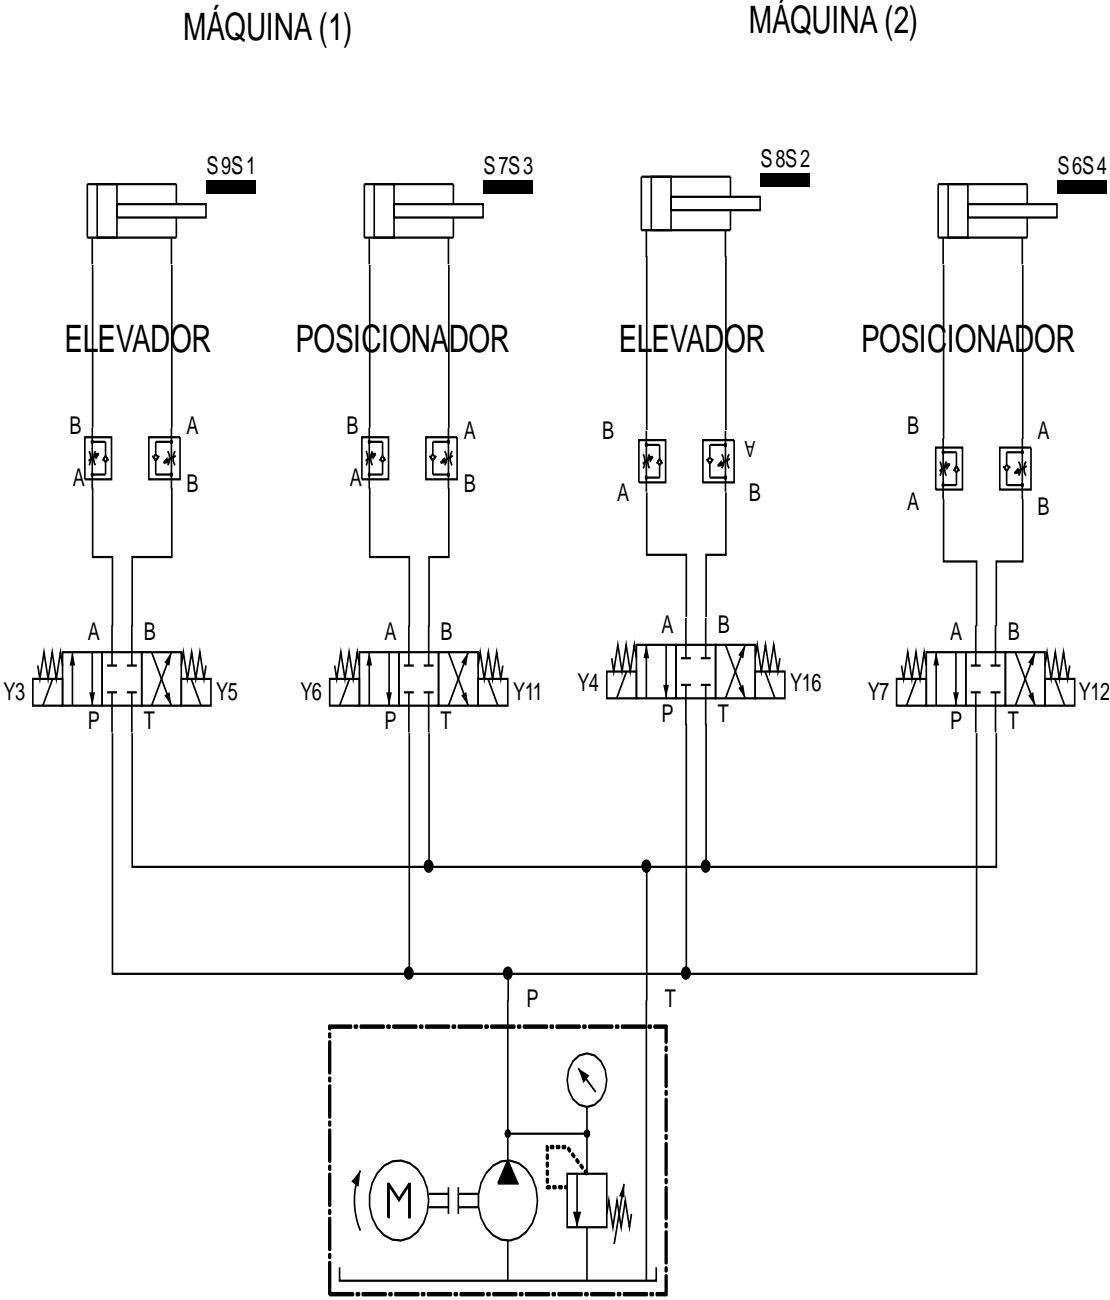 MÁQUINA (1)
MÁQUINA (2)
S9S1
S7S3
S8S2
S6S4
ELEVADOR
POSICIONADOR
ELEVADOR
POSICIONADOR
B
A
B
A
B
A
B
A
A
B
A
B
A
B
A
B
A
B
A
B
A
B
A
B
Y3
Y5
Y6
Y11
Y4
Y16
Y7
Y12
P
T
P
T
P
T
P
T
P
T
M